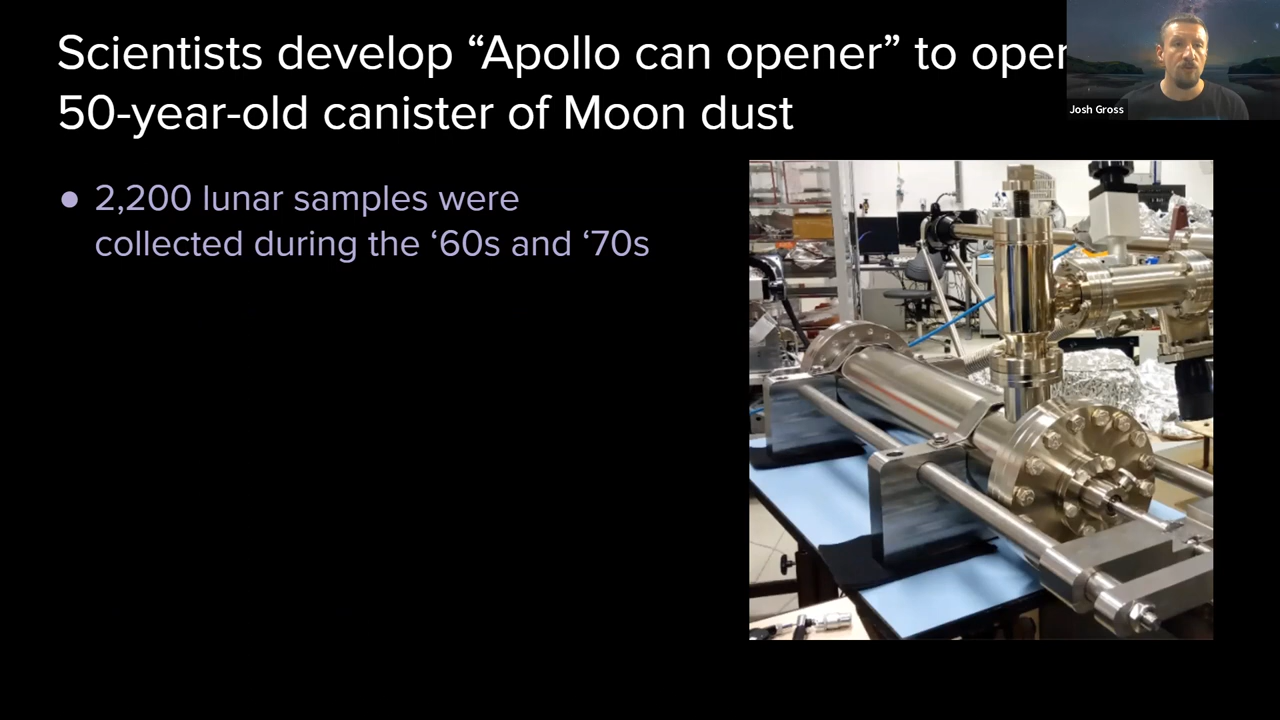 Scientists develop “Apollo can opener” to open
50-year-old canister of Moon dust
Josh Gross
● 2,200 lunar samples were
collected during the ‘60s and ‘70s